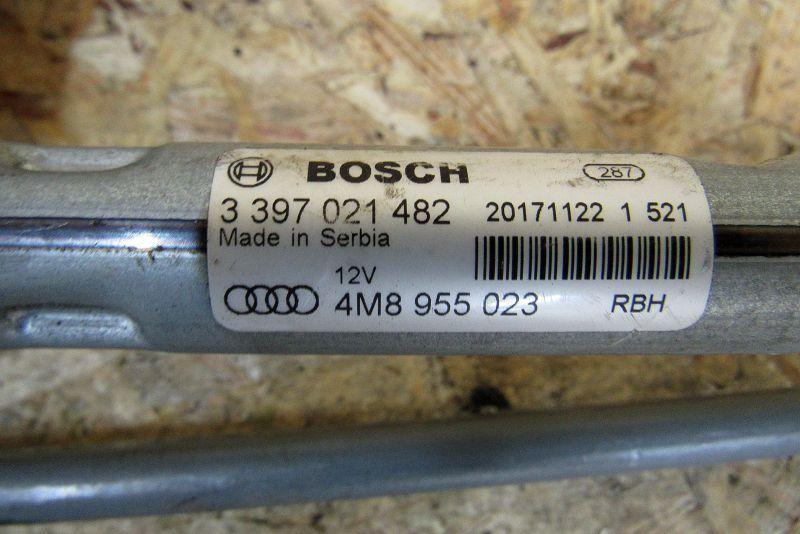 BOSCH 287
3 397 021 482 20171122 1 521
Made in Serbia
12V
4M8 955 023 RBH